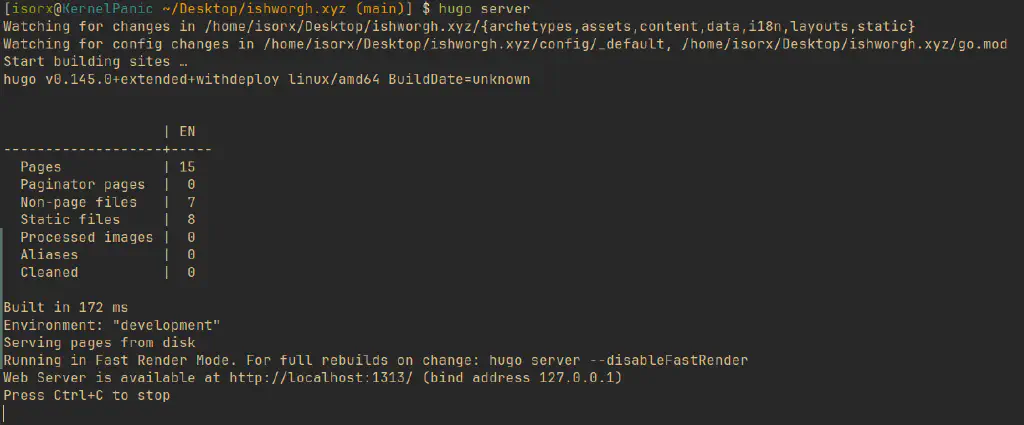 [isorx@KernelPanic ~/Desktop/ishworgh.xyz (main)] $ hugo server
Watching for changes in /home/isorx/Desktop/ishworgh.xyz/{archetypes,assets,content,data,i18n,layouts,static}
Watching for config changes in /home/isorx/Desktop/ishworgh.xyz/config/_default, /home/isorx/Desktop/ishworgh.xyz/go.mod
Start building sites …
hugo v0.145.0+extended+withdeploy linux/amd64 BuildDate=unknown
                   | EN
-------------------+-----
  Pages            | 15
  Paginator pages  |  0
  Non-page files   |  7
  Static files     |  8
  Processed images |  0
  Aliases          |  0
  Cleaned          |  0
Built in 172 ms
Environment: "development"
Serving pages from disk
Running in Fast Render Mode. For full rebuilds on change: hugo server --disableFastRender
Web Server is available at http://localhost:1313/ (bind address 127.0.0.1)
Press Ctrl+C to stop